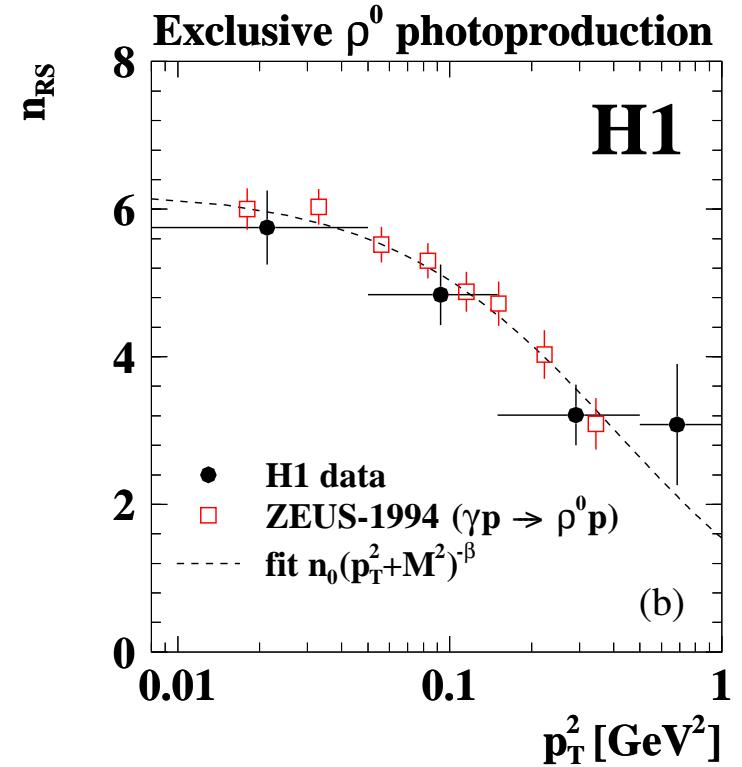 Exclusive ρ⁰ photoproduction
n_RS
8
6
4
2
0
H1
H1 data
ZEUS-1994 (γp → ρ⁰p)
fit n₀(p_T²+M²)^-β
(b)
0.01 0.1 1
p_T² [GeV²]